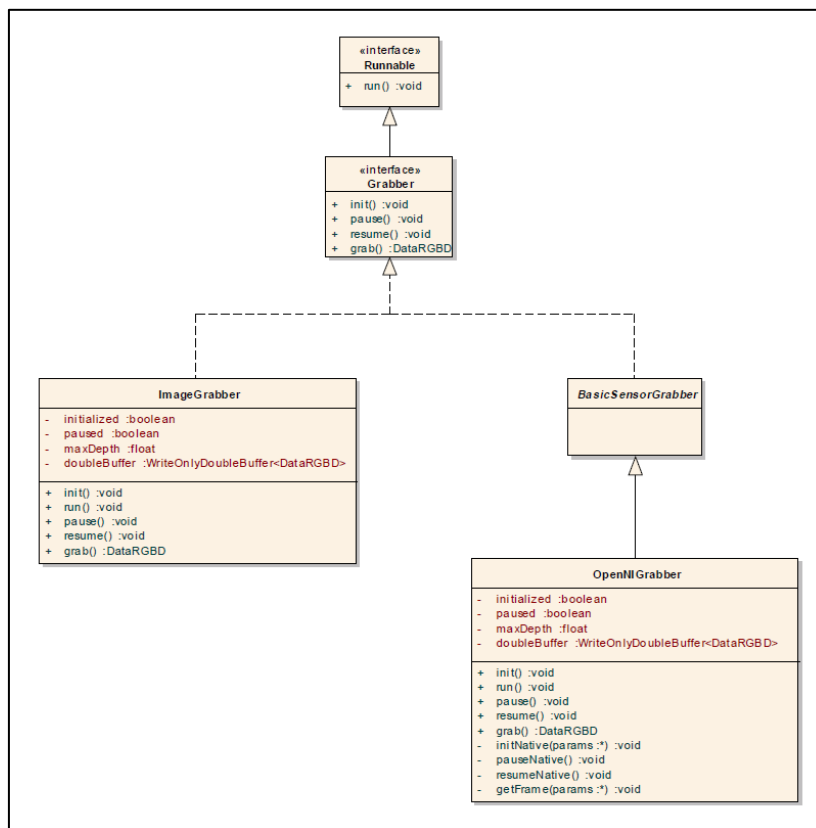 «interface»
Runnable
+ run() :void
«interface»
Grabber
+ init() :void
+ pause() :void
+ resume() :void
+ grab() :DataRGBD
ImageGrabber
- initialized :boolean
- paused :boolean
- maxDepth :float
- doubleBuffer :WriteOnlyDoubleBuffer<DataRGBD>
+ init() :void
+ run() :void
+ pause() :void
+ resume() :void
+ grab() :DataRGBD
BasicSensorGrabber
OpenNIGrabber
- initialized :boolean
- paused :boolean
- maxDepth :float
- doubleBuffer :WriteOnlyDoubleBuffer<DataRGBD>
+ init() :void
+ run() :void
+ pause() :void
+ resume() :void
+ grab() :DataRGBD
- initNative(params :*) :void
- pauseNative() :void
- resumeNative() :void
- getFrame(params :*) :void